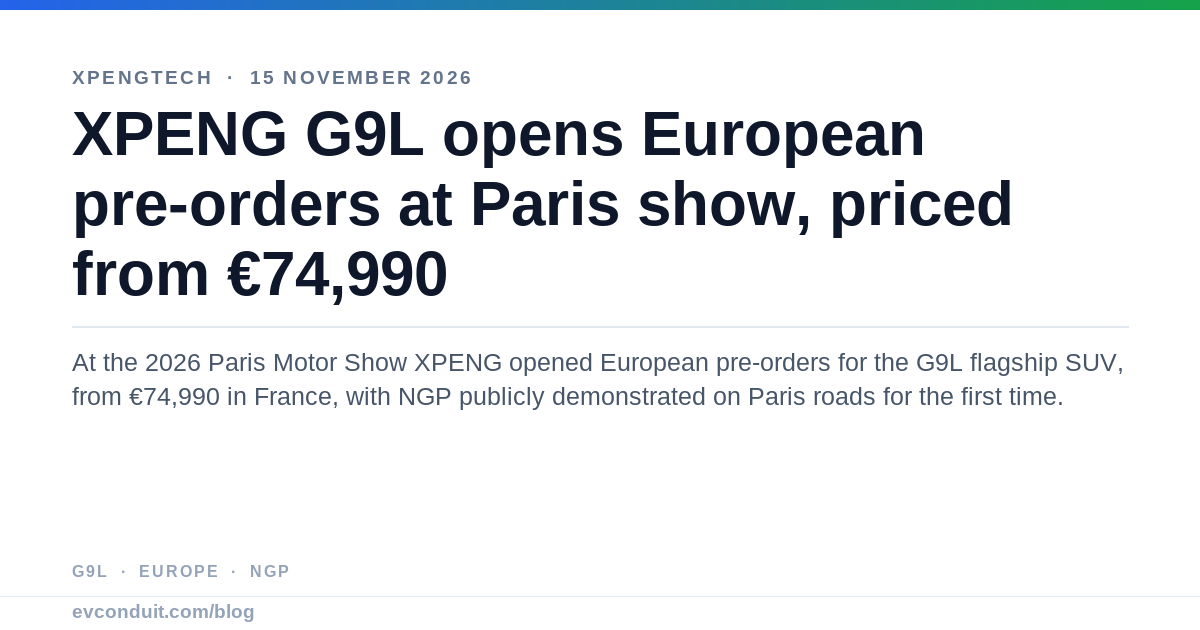 XPENGTECH · 15 NOVEMBER 2026
XPENG G9L opens European
pre-orders at Paris show, priced
from €74,990
At the 2026 Paris Motor Show XPENG opened European pre-orders for the G9L flagship SUV,
from €74,990 in France, with NGP publicly demonstrated on Paris roads for the first time.
G9L · EUROPE · NGP
evconduit.com/blog